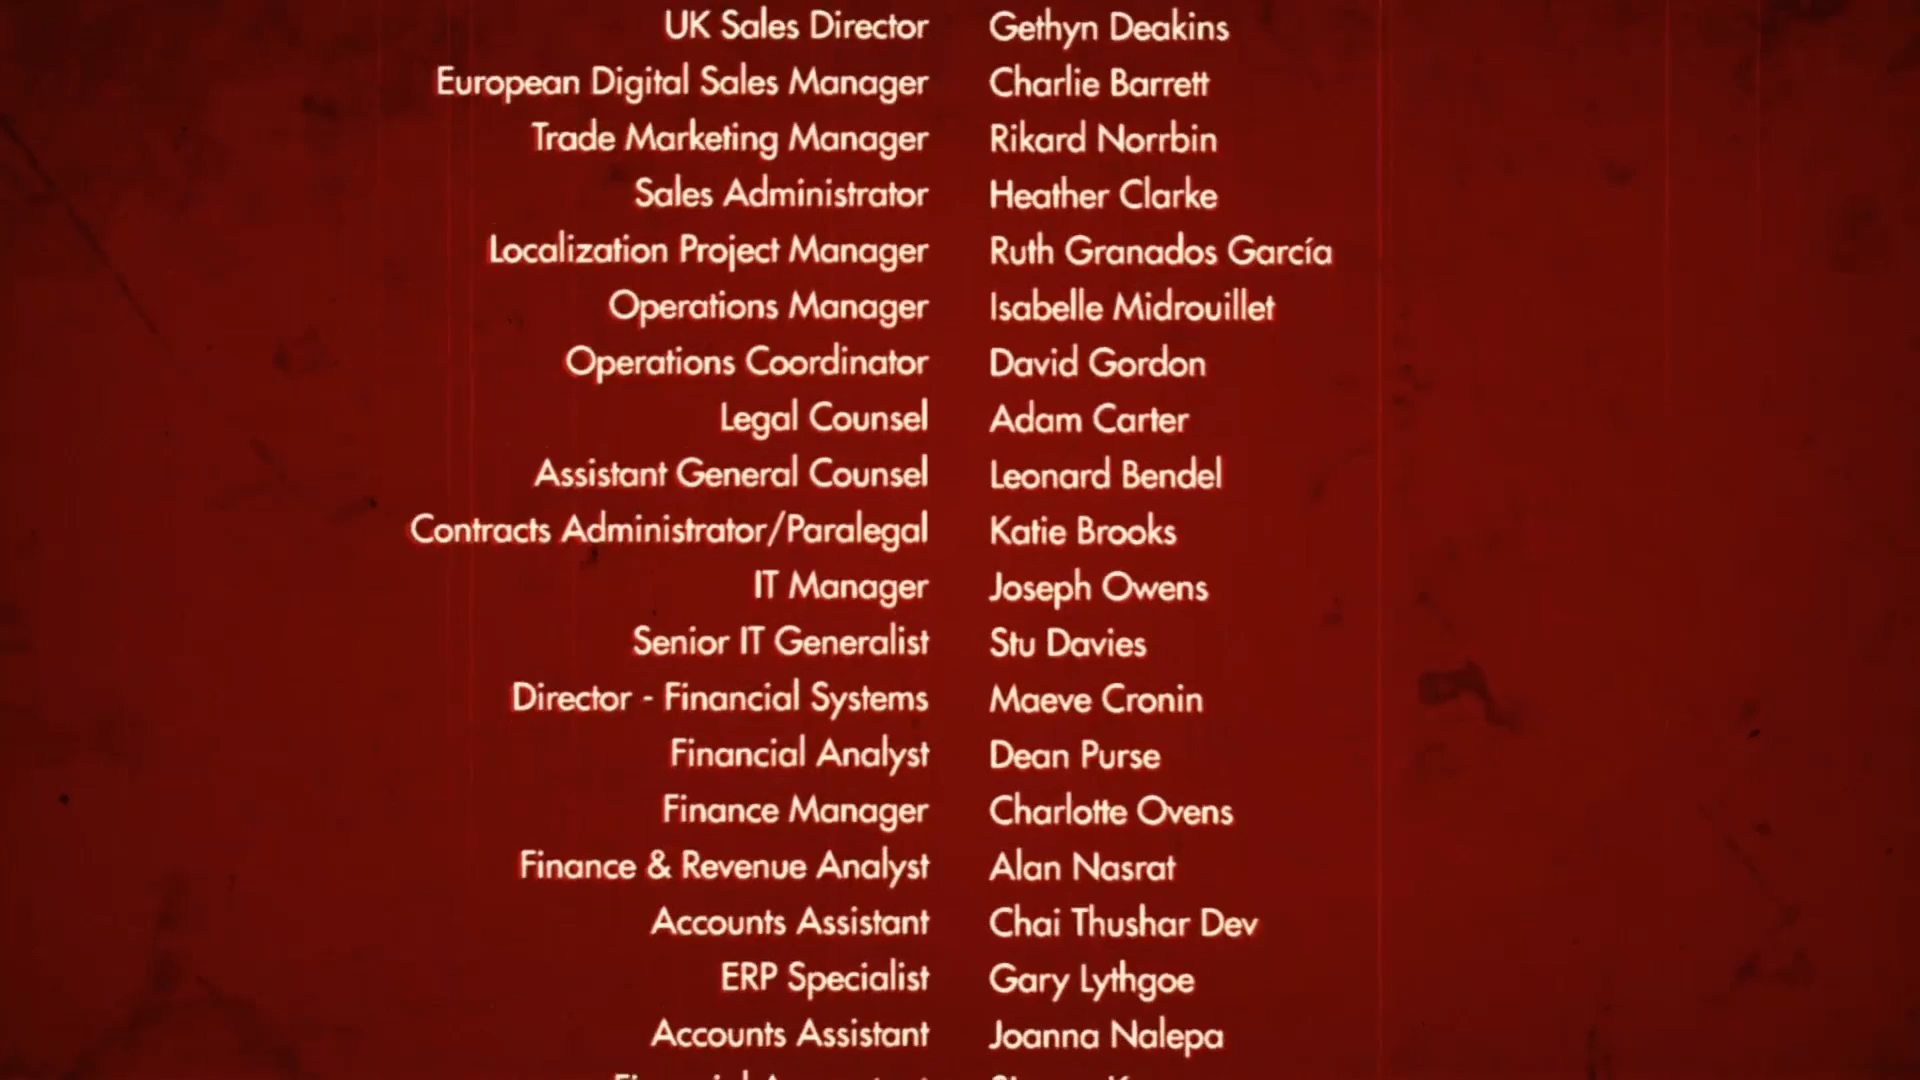 UK Sales Director Gethyn Deakins
European Digital Sales Manager Charlie Barrett
Trade Marketing Manager Rikard Norrbin
Sales Administrator Heather Clarke
Localization Project Manager Ruth Granados García
Operations Manager Isabelle Midrouillet
Operations Coordinator David Gordon
Legal Counsel Adam Carter
Assistant General Counsel Leonard Bendel
Contracts Administrator/Paralegal Katie Brooks
IT Manager Joseph Owens
Senior IT Generalist Stu Davies
Director - Financial Systems Maeve Cronin
Financial Analyst Dean Purse
Finance Manager Charlotte Ovens
Finance & Revenue Analyst Alan Nasrat
Accounts Assistant Chai Thushar Dev
ERP Specialist Gary Lythgoe
Accounts Assistant Joanna Nalepa